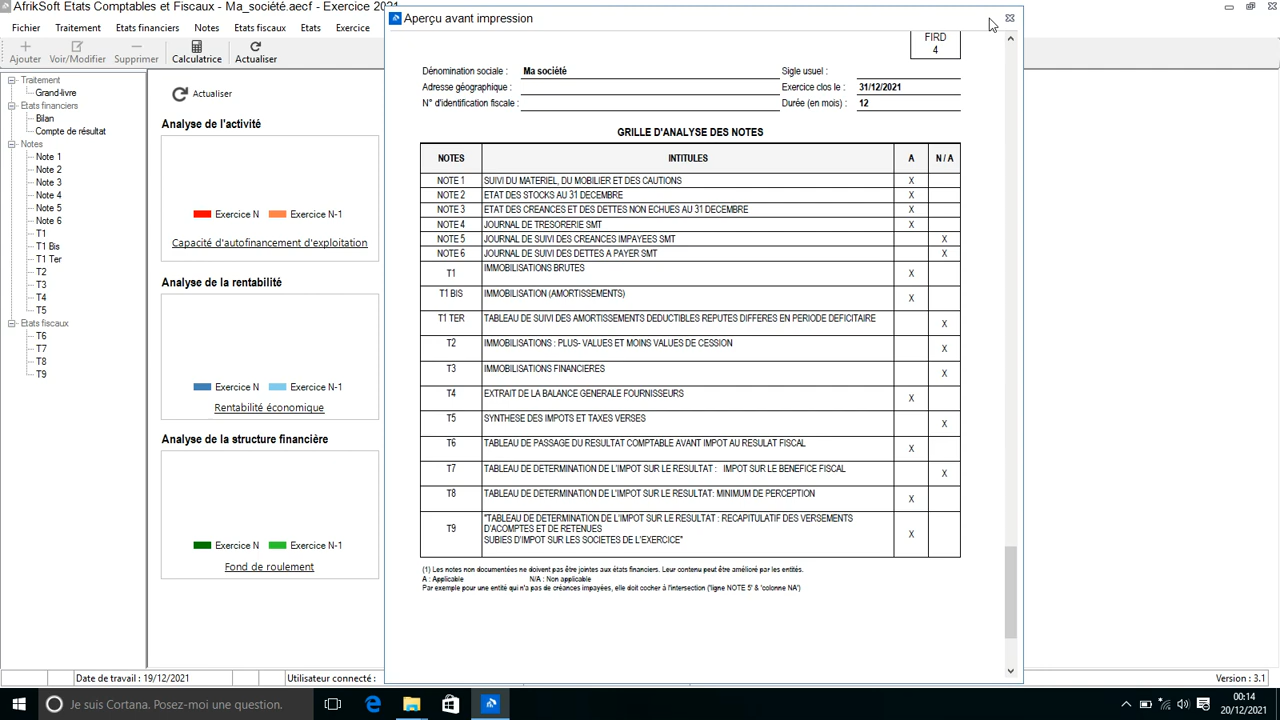 AfrikSoft Etats Comptables et Fiscaux - Ma_société.aecf - Exercice 2021
Fichier Traitement Etats financiers Notes Etats fiscaux Etats Exercice
Ajouter Voir/Modifier Supprimer Calculatrice Actualiser
Traitement
Grand-livre
Etats financiers
Bilan
Compte de résultat
Notes
Note 1
Note 2
Note 3
Note 4
Note 5
Note 6
T1
T1 Bis
T1 Ter
T2
T3
T4
T5
Etats fiscaux
T6
T7
T8
T9
Actualiser
Analyse de l'activité
Exercice N Exercice N-1
Capacité d'autofinancement d'exploitation
Analyse de la rentabilité
Exercice N Exercice N-1
Rentabilité économique
Analyse de la structure financière
Exercice N Exercice N-1
Fond de roulement
Aperçu avant impression
FIRD
4
Dénomination sociale : Ma société Sigle usuel :
Adresse géographique : Exercice clos le : 31/12/2021
N° d'identification fiscale : Durée (en mois) : 12
GRILLE D'ANALYSE DES NOTES
NOTES INTITULES A N / A
NOTE 1 SUIVI DU MATERIEL, DU MOBILIER ET DES CAUTIONS X
NOTE 2 ETAT DES STOCKS AU 31 DECEMBRE X
NOTE 3 ETAT DES CREANCES ET DES DETTES NON ECHUES AU 31 DECEMBRE X
NOTE 4 JOURNAL DE TRESORERIE SMT X
NOTE 5 JOURNAL DE SUIVI DES CREANCES IMPAYEES SMT X
NOTE 6 JOURNAL DE SUIVI DES DETTES A PAYER SMT X
T1 IMMOBILISATIONS BRUTES X
T1 BIS IMMOBILISATION (AMORTISSEMENTS) X
T1 TER TABLEAU DE SUIVI DES AMORTISSEMENTS DEDUCTIBLES REPUTES DIFFERES EN PERIODE DEFICITAIRE X
T2 IMMOBILISATIONS : PLUS- VALUES ET MOINS VALUES DE CESSION X
T3 IMMOBILISATIONS FINANCIERES X
T4 EXTRAIT DE LA BALANCE GENERALE FOURNISSEURS X
T5 SYNTHESE DES IMPOTS ET TAXES VERSES X
T6 TABLEAU DE PASSAGE DU RESULTAT COMPTABLE AVANT IMPOT AU RESULAT FISCAL X
T7 TABLEAU DE DETERMINATION DE L'IMPOT SUR LE RESULTAT : IMPOT SUR LE BENEFICE FISCAL X
T8 TABLEAU DE DETERMINATION DE L'IMPOT SUR LE RESULTAT: MINIMUM DE PERCEPTION X
T9 "TABLEAU DE DETERMINATION DE L'IMPOT SUR LE RESULTAT : RECAPITULATIF DES VERSEMENTS
D'ACOMPTES ET DE RETENUES
SUBIES D'IMPOT SUR LES SOCIETES DE L'EXERCICE" X
(1) Les notes non documentées ne doivent pas être jointes aux états financiers. Leur contenu peut être amélioré par les entités.
A : Applicable N/A : Non applicable
Par exemple pour une entité qui n'a pas de créances impayées, elle doit cocher à l'intersection ('ligne NOTE 5' & 'colonne NA')
Date de travail : 19/12/2021 Utilisateur connecté : Version : 3.1
Je suis Cortana. Posez-moi une question. 00:14
20/12/2021